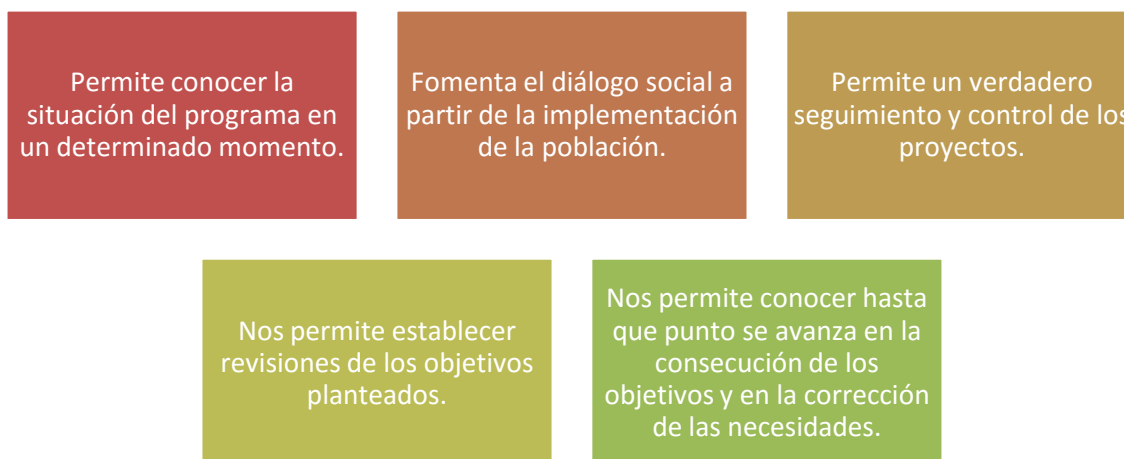 Permite conocer la
situación del programa en
un determinado momento.
Fomenta el diálogo social a
partir de la implementación
de la población.
Permite un verdadero
seguimiento y control de los
proyectos.
Nos permite establecer
revisiones de los objetivos
planteados.
Nos permite conocer hasta
que punto se avanza en la
consecución de los
objetivos y en la corrección
de las necesidades.